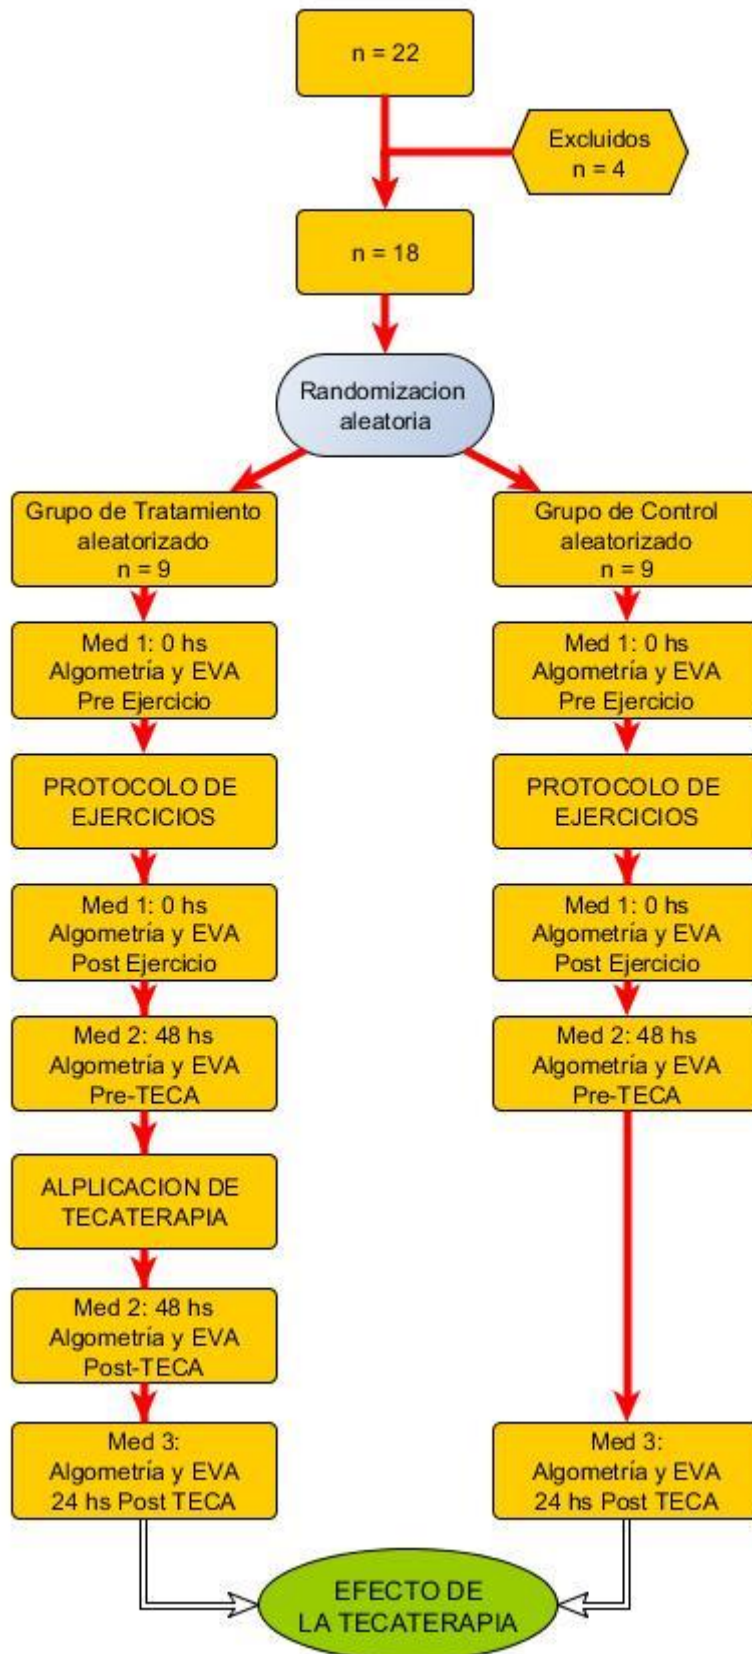 n = 22
Excluidos
n = 4
n = 18
Randomizacion
aleatoria
Grupo de Tratamiento
aleatorizado
n = 9
Grupo de Control
aleatorizado
n = 9
Med 1: 0 hs
Algometría y EVA
Pre Ejercicio
Med 1: 0 hs
Algometría y EVA
Pre Ejercicio
PROTOCOLO DE
EJERCICIOS
PROTOCOLO DE
EJERCICIOS
Med 1: 0 hs
Algometría y EVA
Post Ejercicio
Med 1: 0 hs
Algometría y EVA
Post Ejercicio
Med 2: 48 hs
Algometría y EVA
Pre-TECA
Med 2: 48 hs
Algometría y EVA
Pre-TECA
ALPLICACION DE
TECATERAPIA
Med 2: 48 hs
Algometría y EVA
Post-TECA
Med 3:
Algometría y EVA
24 hs Post TECA
Med 3:
Algometría y EVA
24 hs Post TECA
EFECTO DE
LA TECATERAPIA